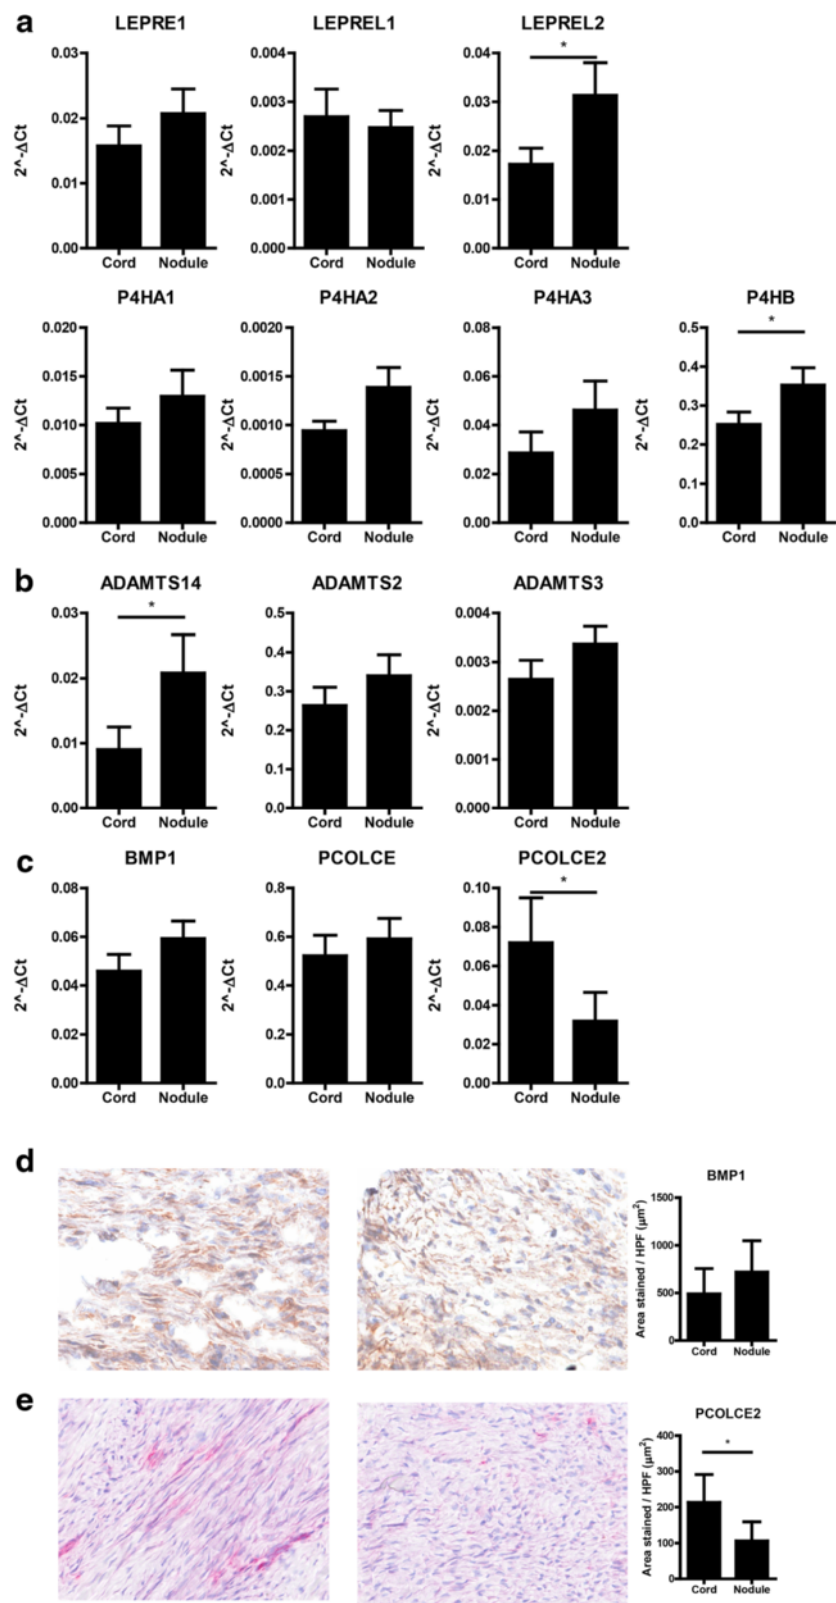 a
LEPRE1 LEPREL1 LEPREL2
2^-ΔCt
0.03
0.02
0.01
0.00
Cord Nodule
2^-ΔCt
0.004
0.003
0.002
0.001
0.000
Cord Nodule
2^-ΔCt
0.04
0.03
0.02
0.01
0.00
*
Cord Nodule
P4HA1 P4HA2 P4HA3 P4HB
2^-ΔCt
0.020
0.015
0.010
0.005
0.000
Cord Nodule
2^-ΔCt
0.0020
0.0015
0.0010
0.0005
0.0000
Cord Nodule
2^-ΔCt
0.08
0.06
0.04
0.02
0.00
Cord Nodule
2^-ΔCt
0.5
0.4
0.3
0.2
0.1
0.0
*
Cord Nodule
b
ADAMTS14 ADAMTS2 ADAMTS3
2^-ΔCt
0.03
0.02
0.01
0.00
*
Cord Nodule
2^-ΔCt
0.5
0.4
0.3
0.2
0.1
0.0
Cord Nodule
2^-ΔCt
0.004
0.003
0.002
0.001
0.000
Cord Nodule
c
BMP1 PCOLCE PCOLCE2
2^-ΔCt
0.08
0.06
0.04
0.02
0.00
Cord Nodule
2^-ΔCt
0.8
0.6
0.4
0.2
0.0
Cord Nodule
2^-ΔCt
0.10
0.08
0.06
0.04
0.02
0.00
*
Cord Nodule
d
BMP1
Area stained / HPF (µm²)
1500
1000
500
0
Cord Nodule
e
PCOLCE2
Area stained / HPF (µm²)
400
300
200
100
0
*
Cord Nodule